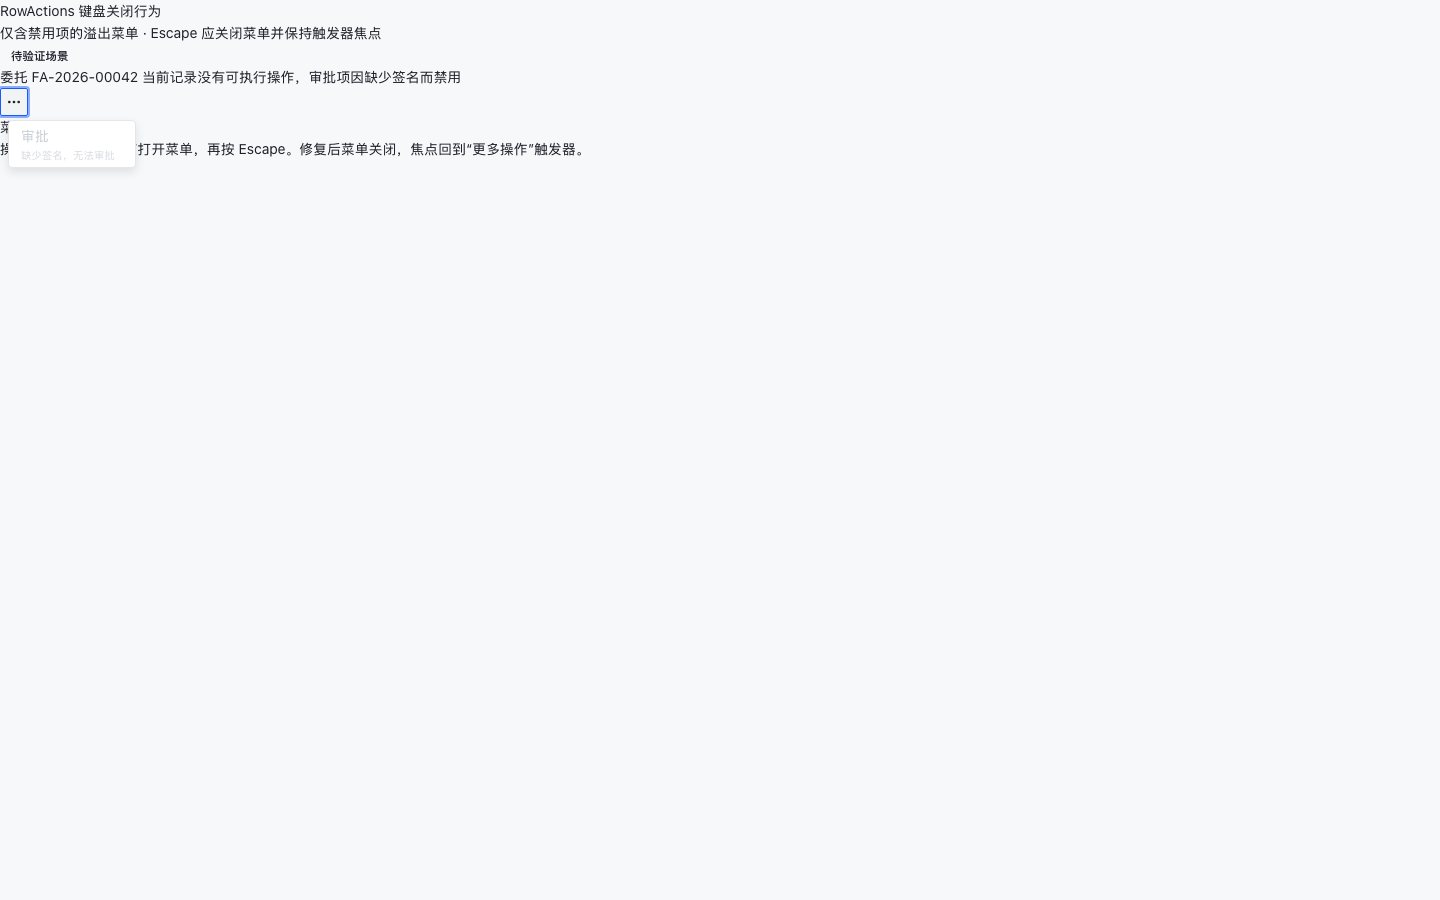 RowActions 键盘关闭行为
仅含禁用项的溢出菜单 · Escape 应关闭菜单并保持触发器焦点
待验证场景
委托 FA-2026-00042 当前记录没有可执行操作，审批项因缺少签名而禁用
···
审批
缺少签名，无法审批
打开菜单，再按 Escape。修复后菜单关闭，焦点回到“更多操作”触发器。